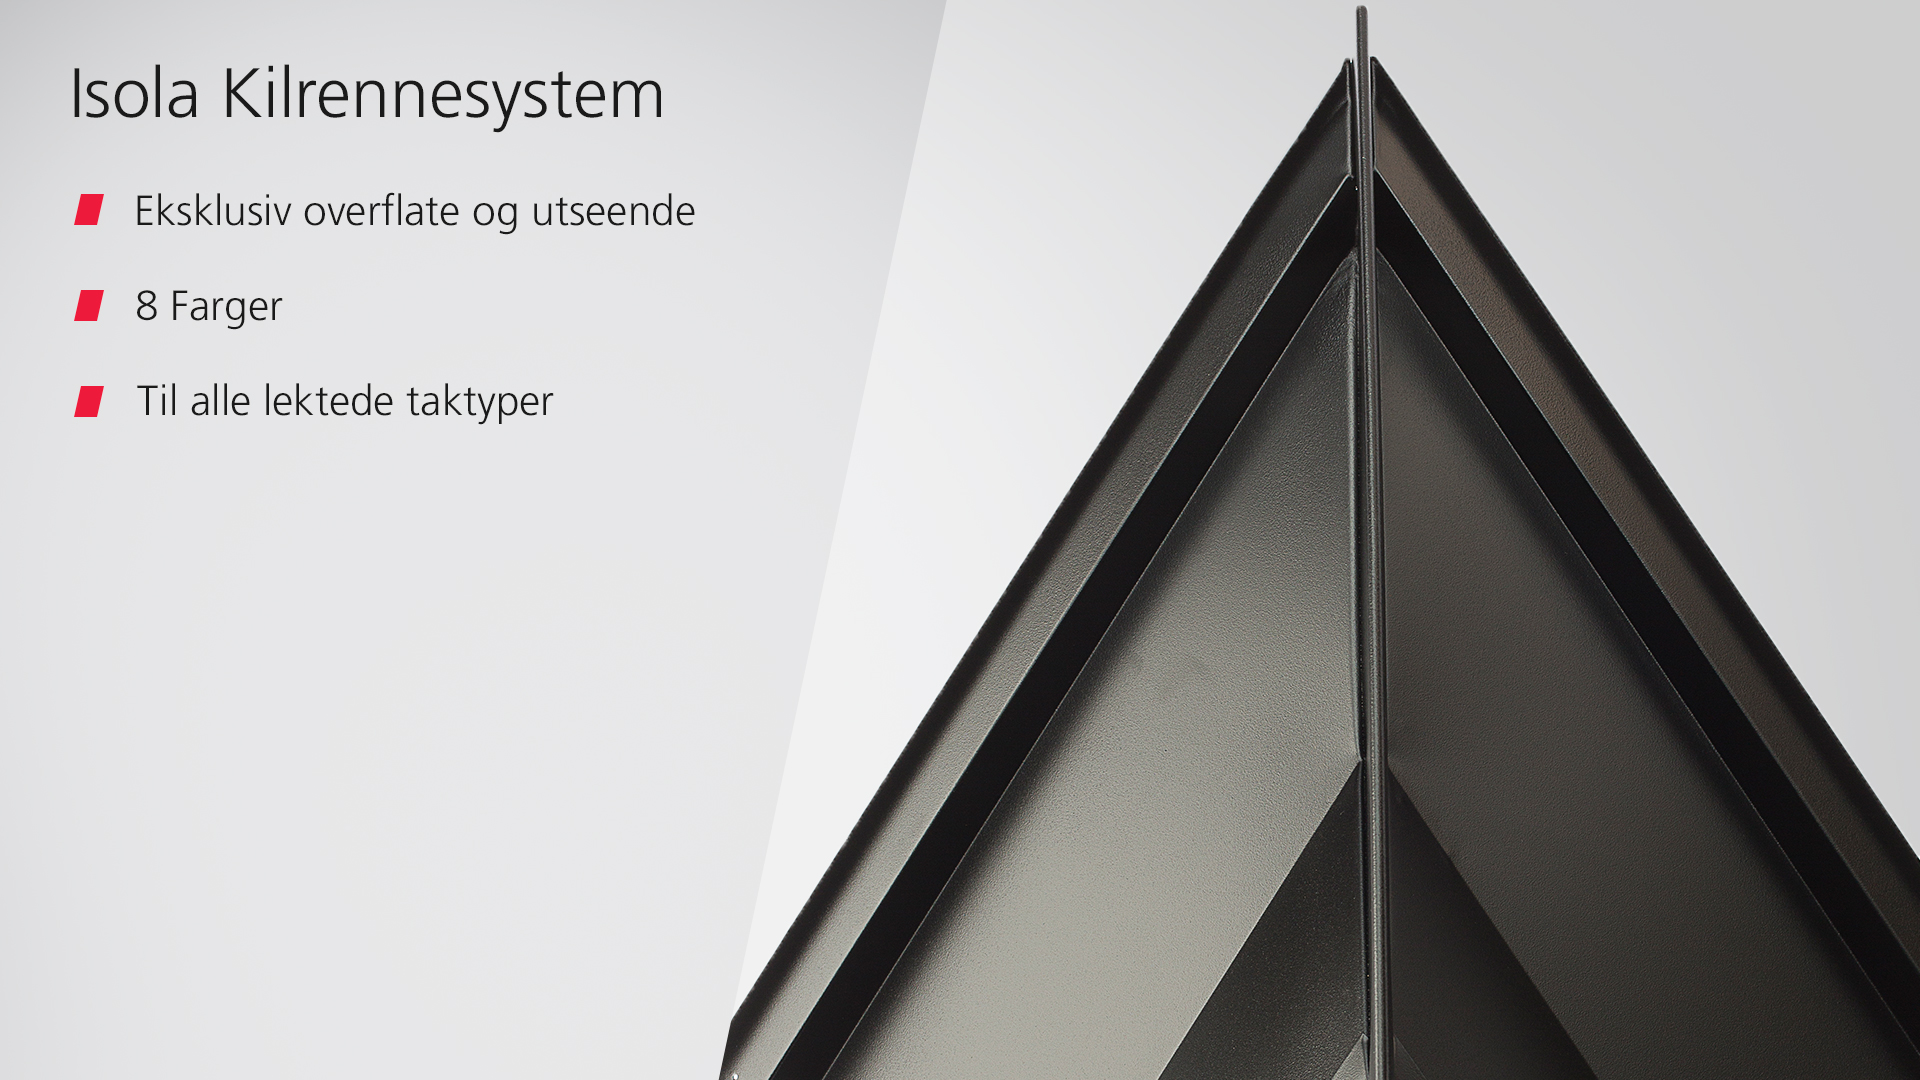 Isola Kilrennesystem
Eksklusiv overflate og utseende
8 Farger
Til alle lektede taktyper